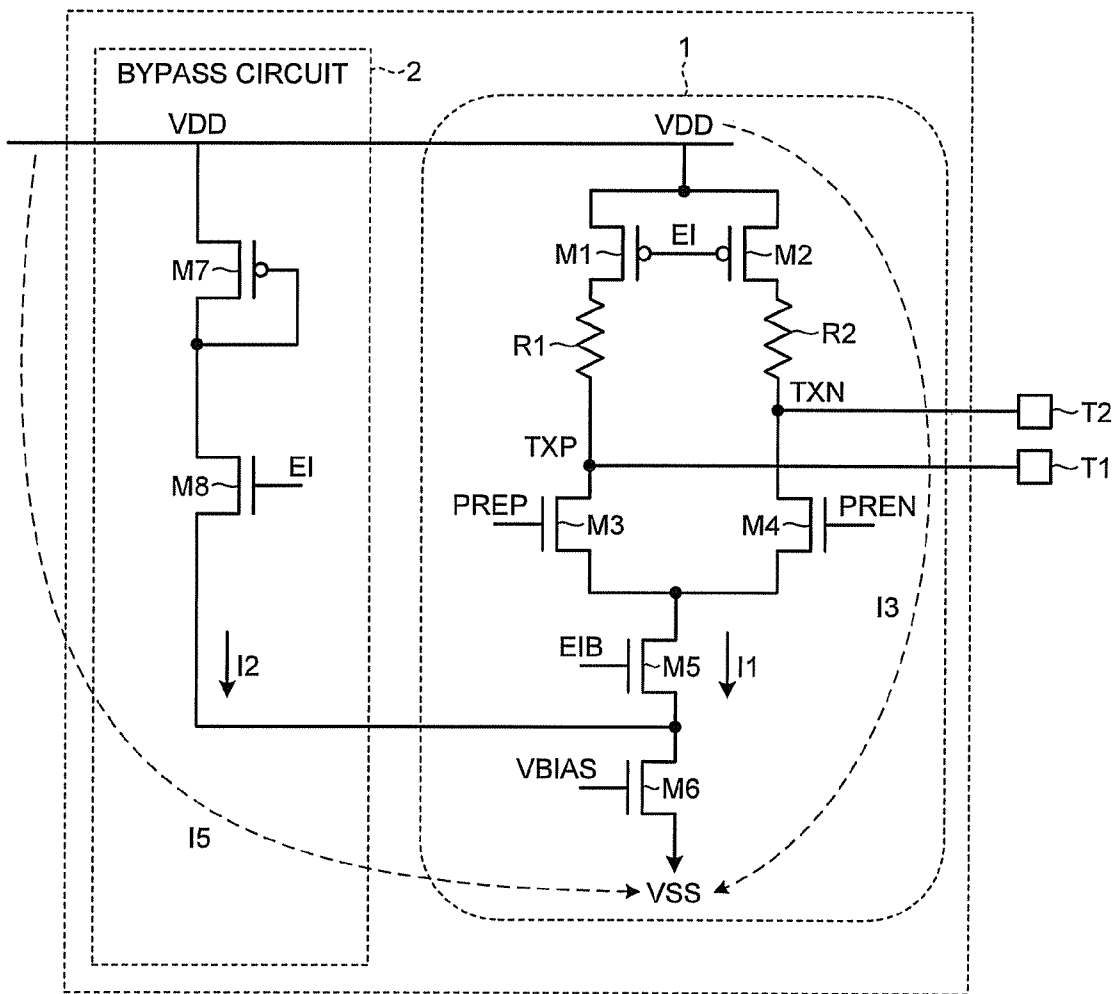 1
BYPASS CIRCUIT
2
VDD
VDD
M1
EI
M2
M7
R1
R2
TXN
T2
TXP
T1
M8
EI
PREP
M3
M4
PREN
I3
EIB
M5
I1
I2
VBIAS
M6
I5
VSS